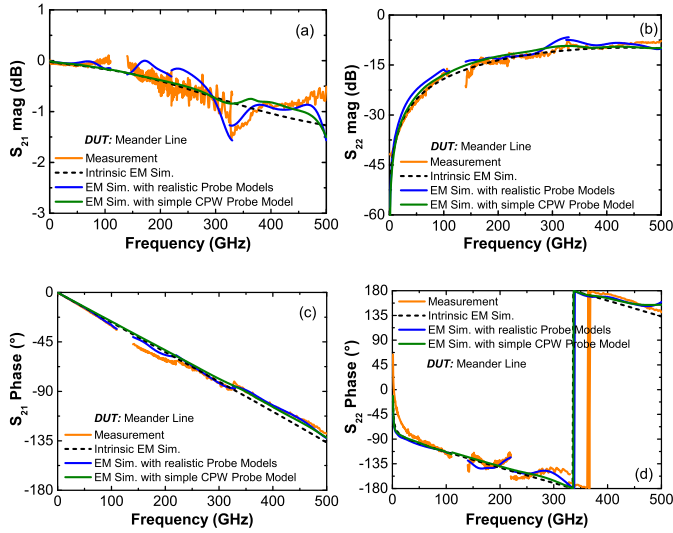 (a)
1
0
-1
-2
-3
S21 mag (dB)
DUT: Meander Line
Measurement
Intrinsic EM Sim.
EM Sim. with realistic Probe Models
EM Sim. with simple CPW Probe Model
0 100 200 300 400 500
Frequency (GHz)
(b)
0
-15
-30
-45
-60
S22 mag (dB)
DUT: Meander Line
Measurement
Intrinsic EM Sim.
EM Sim. with realistic Probe Models
EM Sim. with simple CPW Probe Model
0 100 200 300 400 500
Frequency (GHz)
(c)
0
-45
-90
-135
-180
S21 Phase (°)
DUT: Meander Line
Measurement
Intrinsic EM Sim.
EM Sim. with realistic Probe Models
EM Sim. with simple CPW Probe Model
0 100 200 300 400 500
Frequency (GHz)
180
135
90
45
0
-45
-90
-135
-180
S22 Phase (°)
Measurement
Intrinsic EM Sim.
EM Sim. with realistic Probe Models
EM Sim. with simple CPW Probe Model
DUT: Meander Line
(d)
0 100 200 300 400 500
Frequency (GHz)